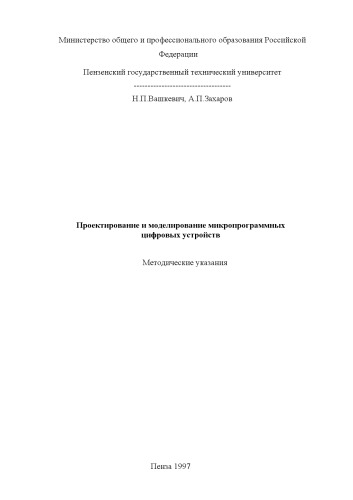 Министерство общего и профессионального образования Российской
Федерации
Пензенский государственный технический университет
-----------------------------------
Н.П.Вашкевич, А.П.Захаров
Проектирование и моделирование микропрограммных
цифровых устройств
Методические указания
Пенза 1997